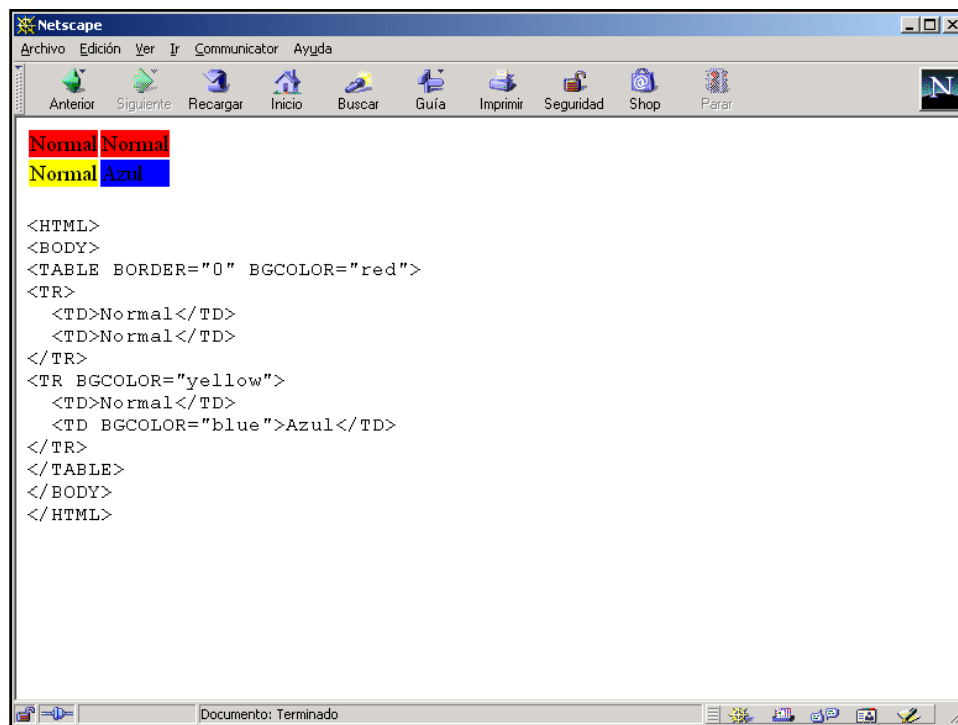 Netscape
Archivo Edición Ver Ir Communicator Ayuda
Anterior Siguiente Recargar Inicio Buscar Guía Imprimir Seguridad Shop Parar
N
Normal Normal
Normal Azul
<HTML>
<BODY>
<TABLE BORDER="0" BGCOLOR="red">
<TR>
  <TD>Normal</TD>
  <TD>Normal</TD>
</TR>
<TR BGCOLOR="yellow">
  <TD>Normal</TD>
  <TD BGCOLOR="blue">Azul</TD>
</TR>
</TABLE>
</BODY>
</HTML>
Documento: Terminado